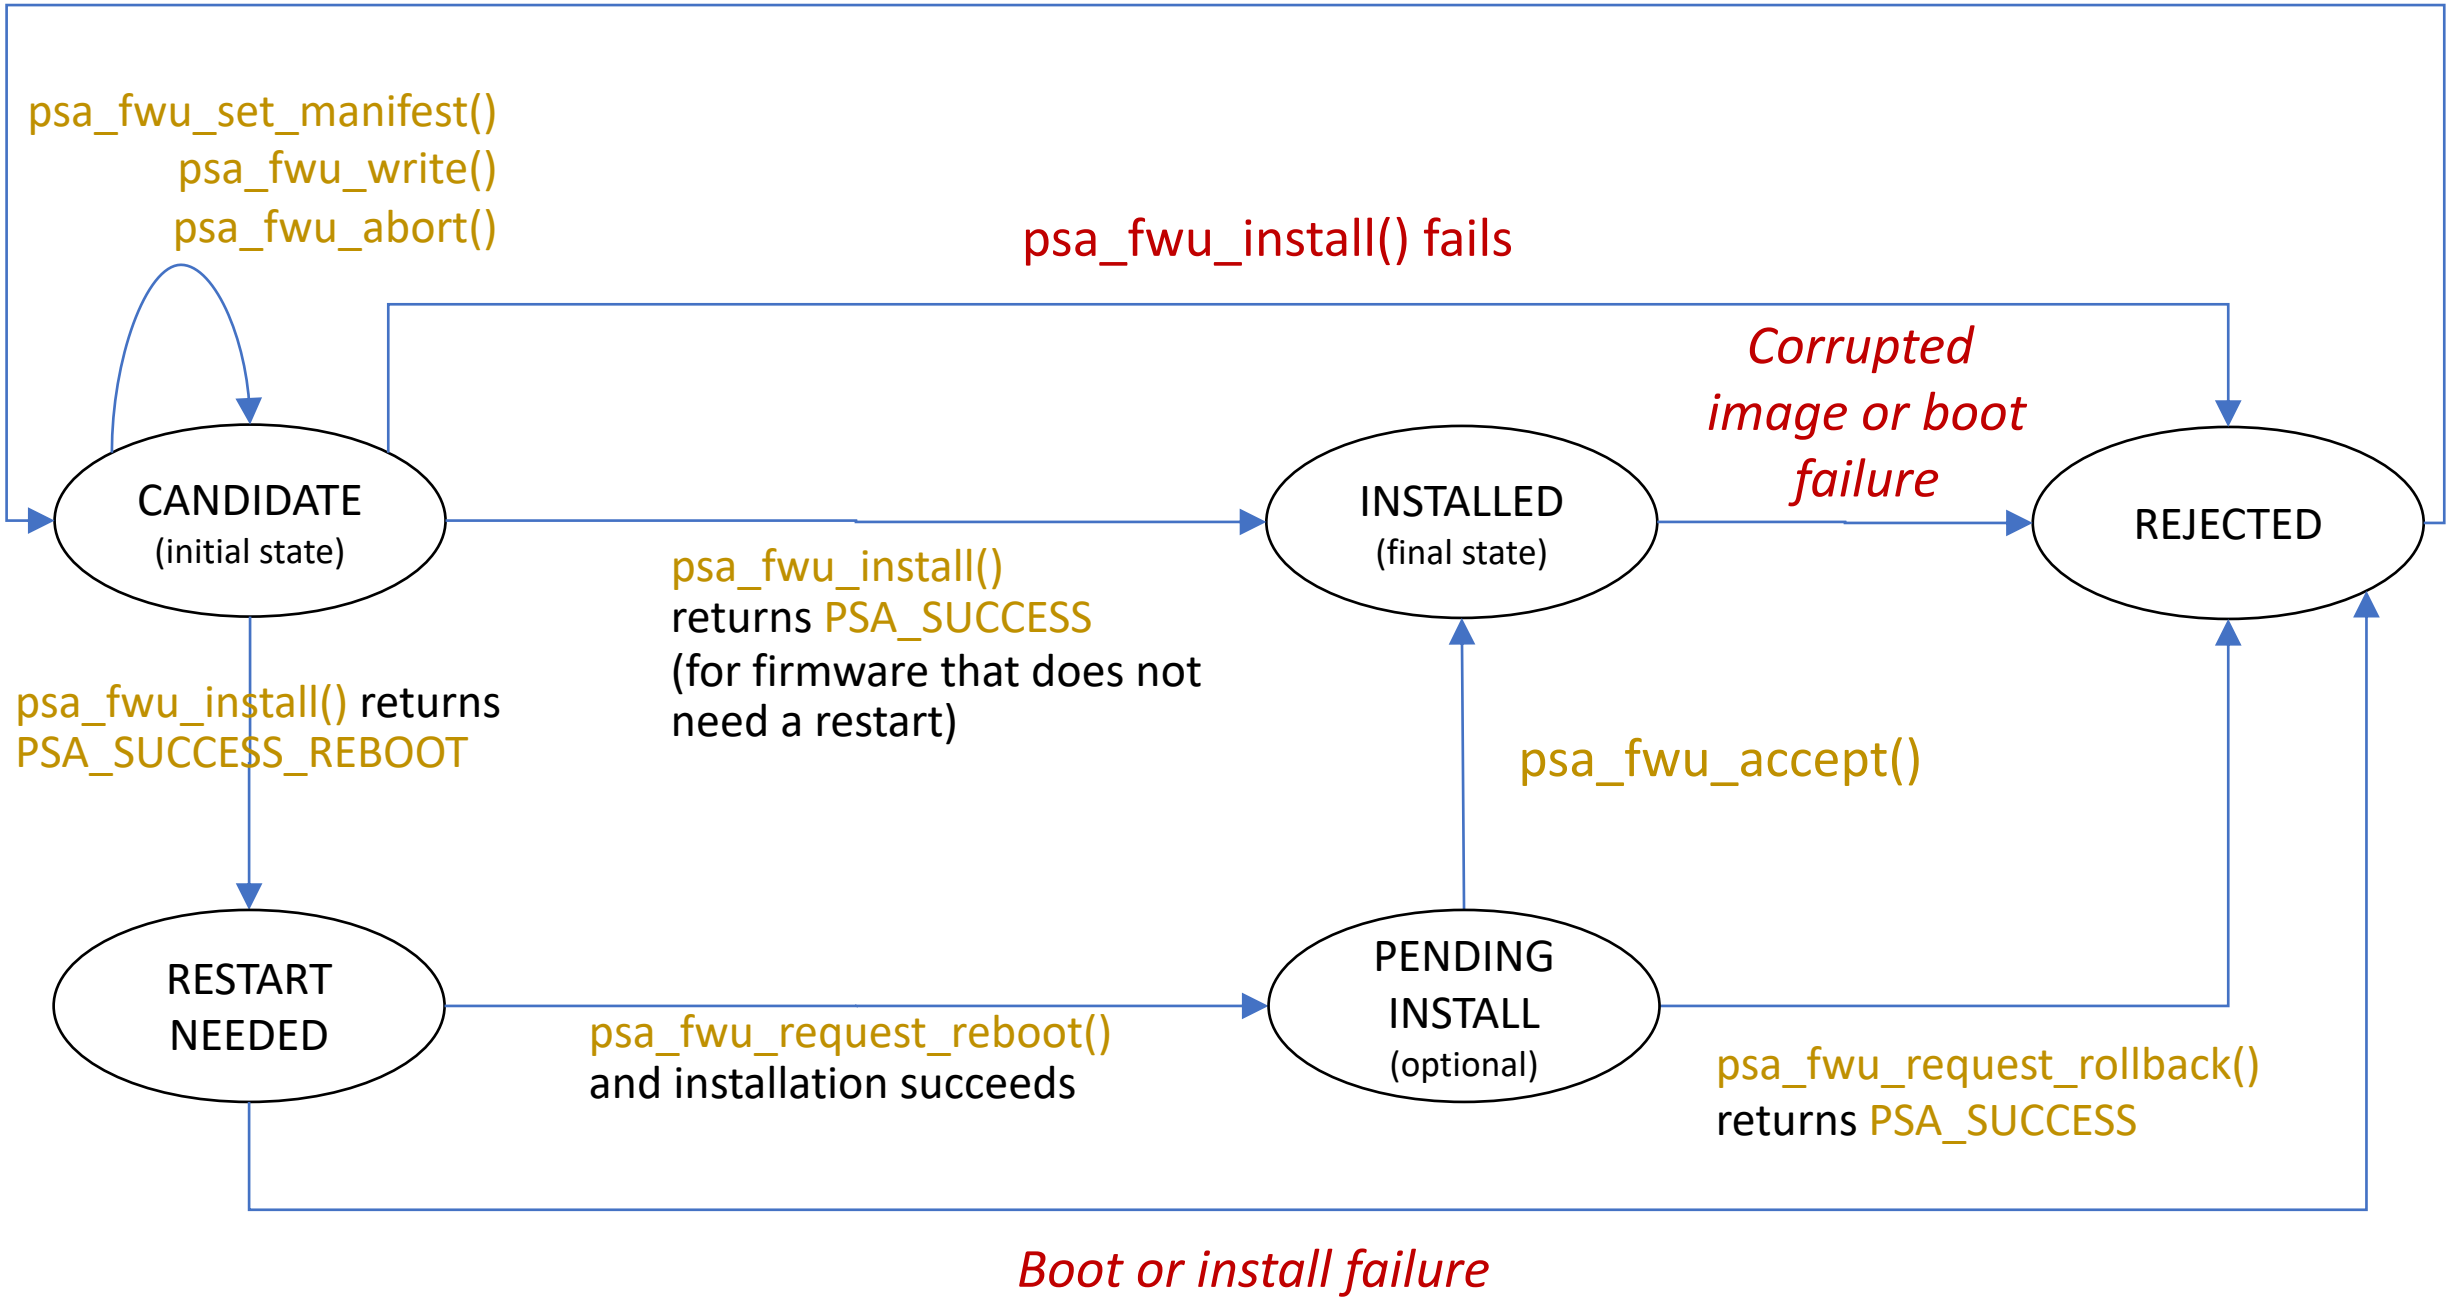 psa_fwu_set_manifest()
psa_fwu_write()
psa_fwu_abort()
psa_fwu_install() fails
Corrupted
image or boot
failure
CANDIDATE
(initial state)
INSTALLED
(final state)
REJECTED
psa_fwu_install()
returns PSA_SUCCESS
(for firmware that does not
need a restart)
psa_fwu_install() returns
PSA_SUCCESS_REBOOT
psa_fwu_accept()
RESTART
NEEDED
psa_fwu_request_reboot()
and installation succeeds
PENDING
INSTALL
(optional)
psa_fwu_request_rollback()
returns PSA_SUCCESS
Boot or install failure